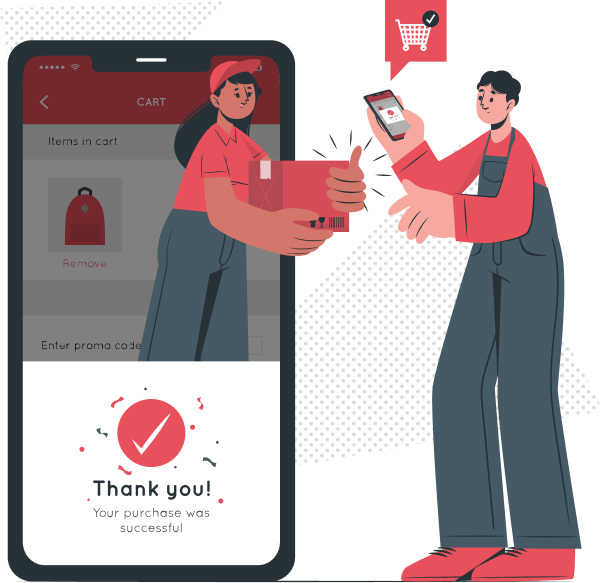 CART
Items in cart
Remove
Enter promo code
Thank you!
Your purchase was
successful